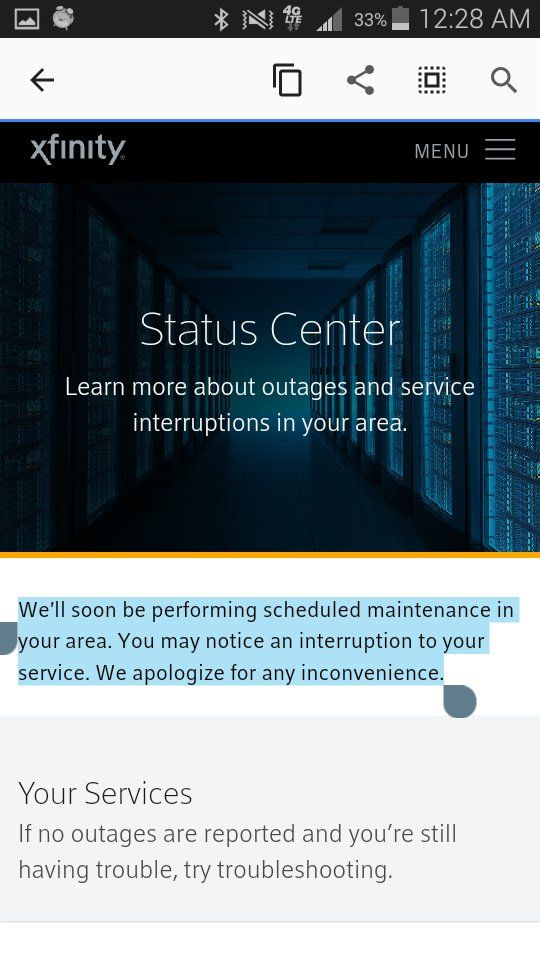 4G
LTE
33%
12:28 AM
xfinity
MENU
Status Center
Learn more about outages and service
interruptions in your area.
We'll soon be performing scheduled maintenance in
your area. You may notice an interruption to your
service. We apologize for any inconvenience.
Your Services
If no outages are reported and you're still
having trouble, try troubleshooting.